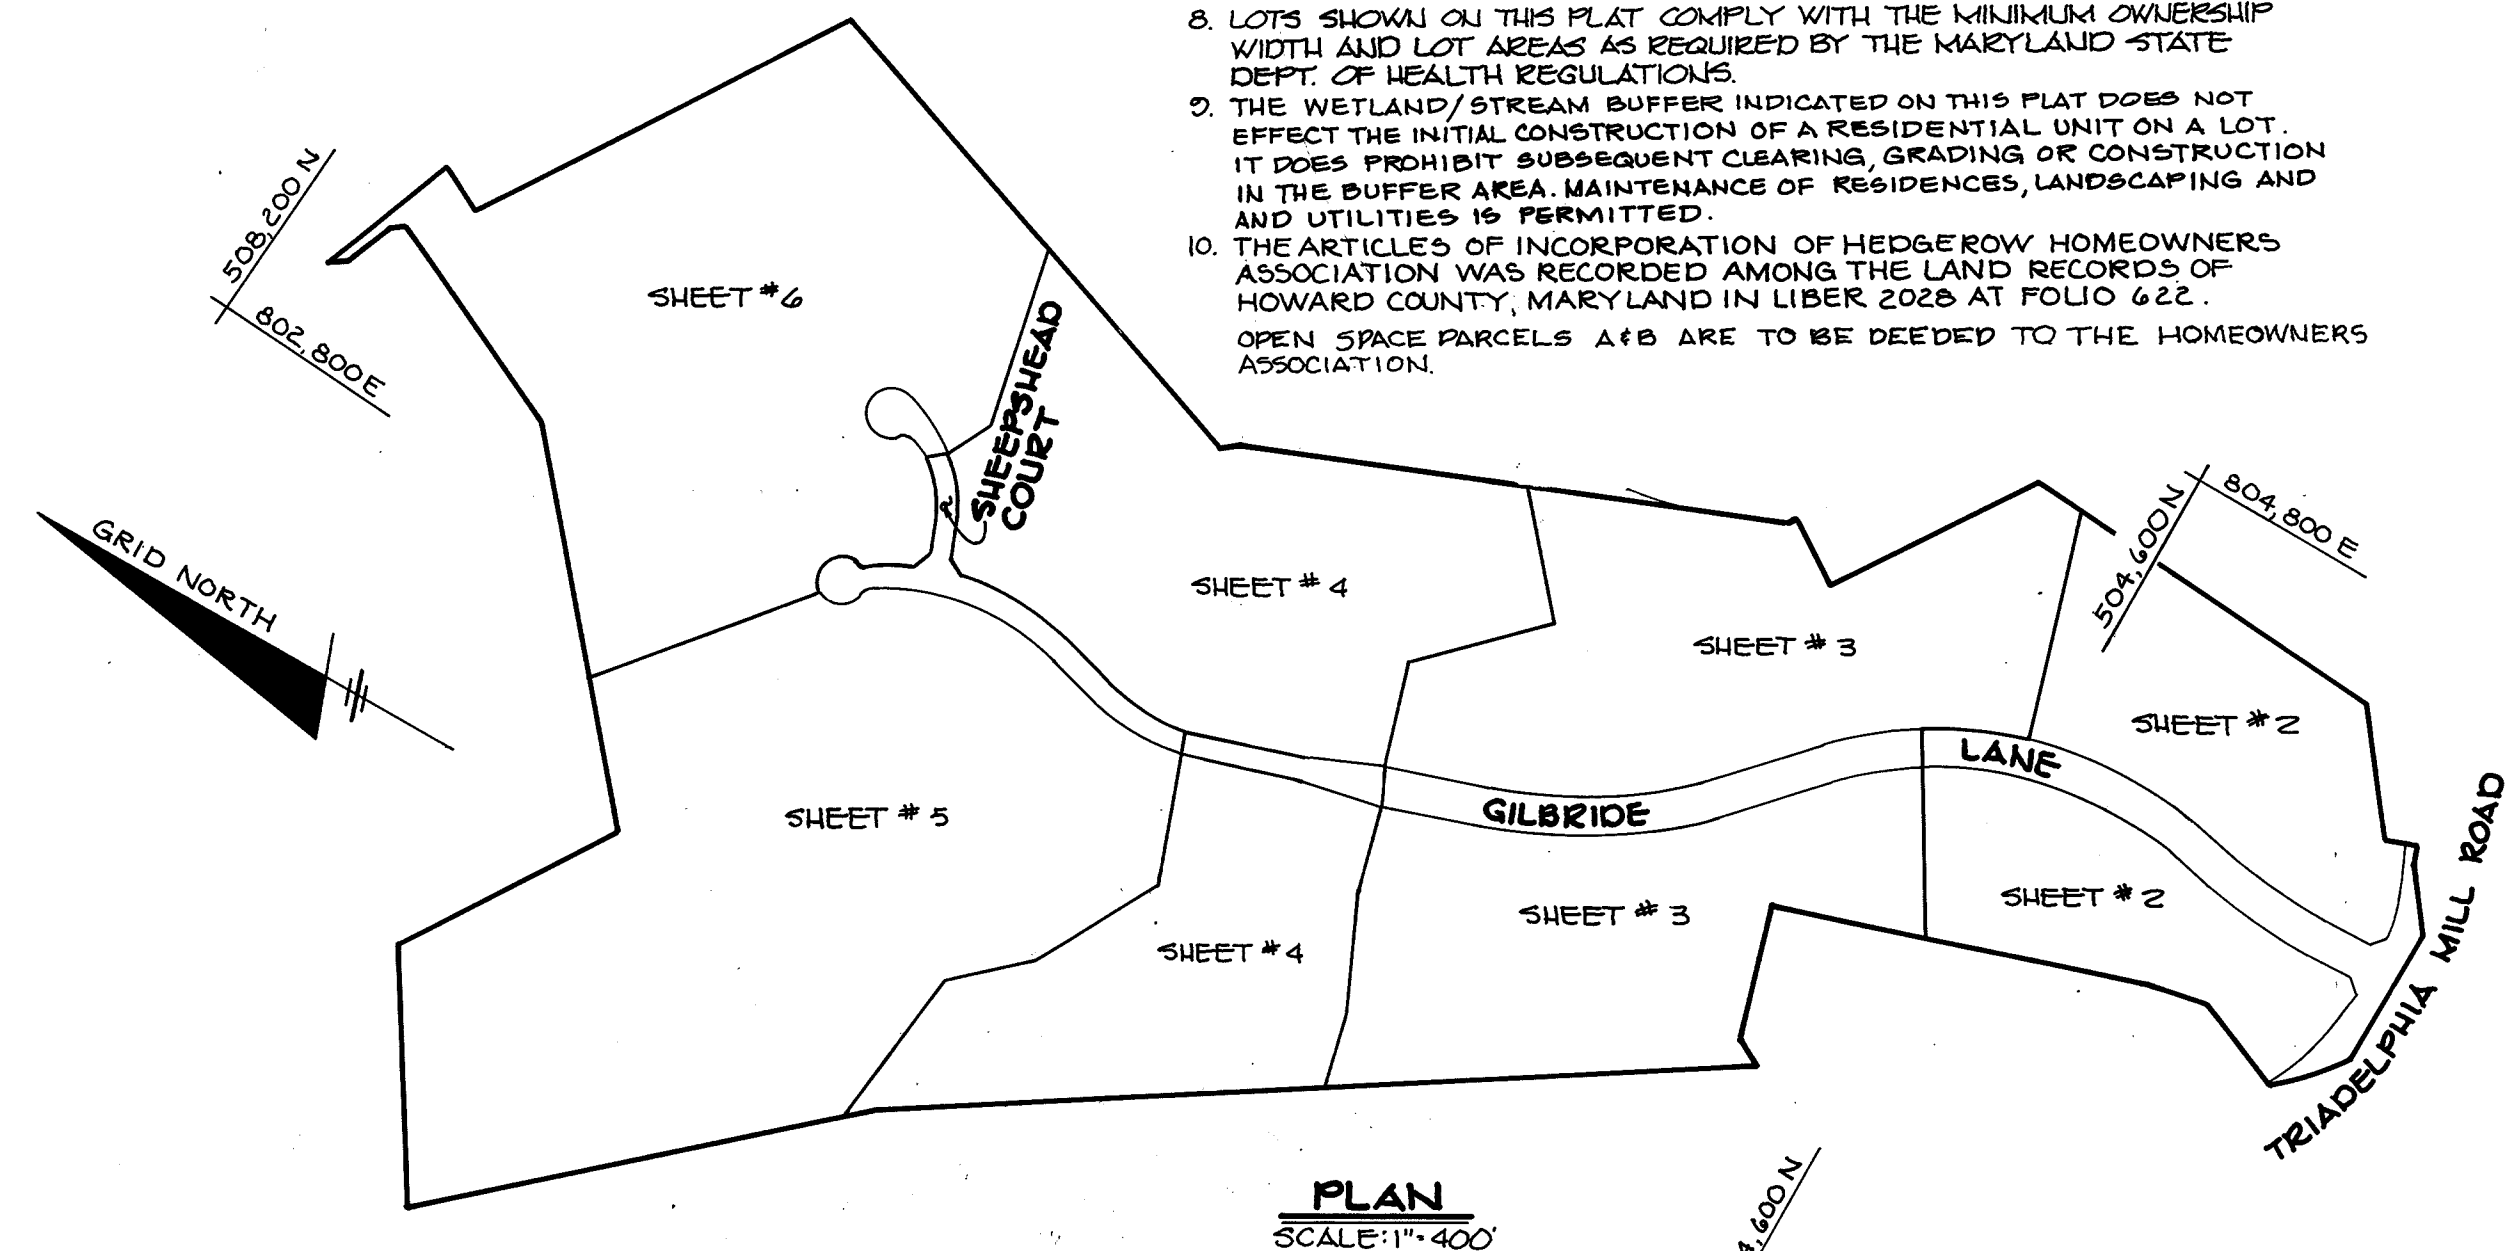 8. LOTS SHOWN ON THIS PLAT COMPLY WITH THE MINIMUM OWNERSHIP
WIDTH AND LOT AREAS AS REQUIRED BY THE MARYLAND STATE
DEPT. OF HEALTH REGULATIONS.
9. THE WETLAND/STREAM BUFFER INDICATED ON THIS PLAT DOES NOT
EFFECT THE INITIAL CONSTRUCTION OF A RESIDENTIAL UNIT ON A LOT.
IT DOES PROHIBIT SUBSEQUENT CLEARING, GRADING OR CONSTRUCTION
IN THE BUFFER AREA. MAINTENANCE OF RESIDENCES, LANDSCAPING AND
AND UTILITIES IS PERMITTED.
10. THE ARTICLES OF INCORPORATION OF HEDGEROW HOMEOWNERS
ASSOCIATION WAS RECORDED AMONG THE LAND RECORDS OF
HOWARD COUNTY, MARYLAND IN LIBER 2028 AT FOLIO 622.
OPEN SPACE PARCELS A&B ARE TO BE DEEDED TO THE HOMEOWNERS
ASSOCIATION.
508,200 N
802,800 E
SHEET #6
SHEEPSHEAD
COURT
GRID NORTH
804,800 E
504,600 N
SHEET # 4
SHEET # 3
SHEET # 2
LANE
GILBRIDE
SHEET # 5
SHEET # 4
SHEET # 3
SHEET # 2
TRIADELPHIA MILL ROAD
PLAN
SCALE: 1"= 400'
4,600 N